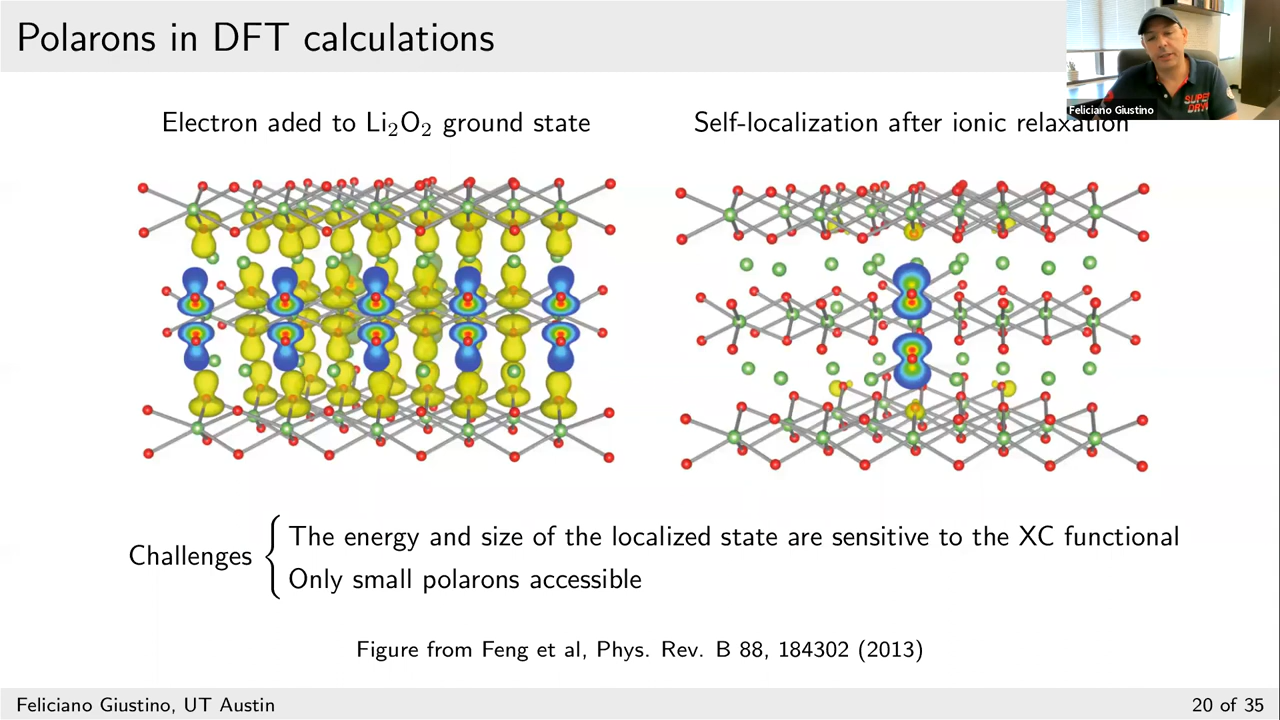 Polarons in DFT calculations
SUPER
DRY
Feliciano Giustino
Electron aded to Li₂O₂ ground state
Self-localization after ionic relaxation
Challenges
The energy and size of the localized state are sensitive to the XC functional
Only small polarons accessible
Figure from Feng et al, Phys. Rev. B 88, 184302 (2013)
Feliciano Giustino, UT Austin
20 of 35